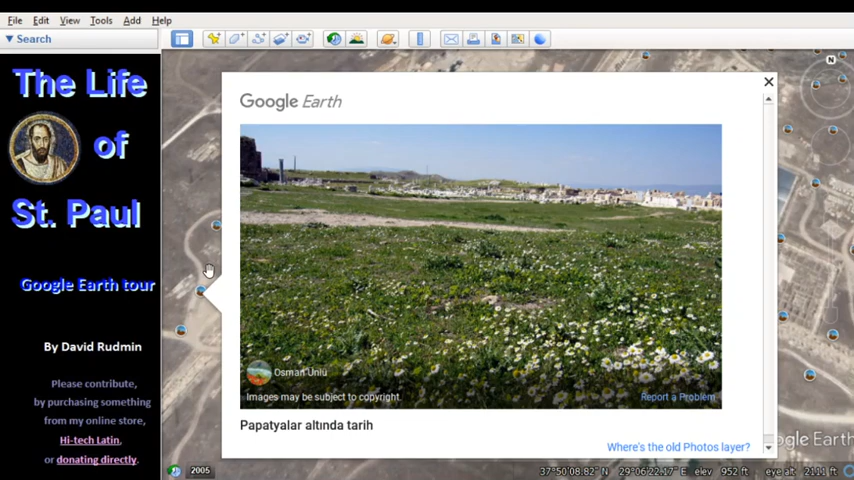 File Edit View Tools Add Help
Search
The Life
of
St. Paul
Google Earth tour
By David Rudmin
Please contribute,
by purchasing something
from my online store,
Hi-tech Latin,
or donating directly.
Google Earth
Osman Unlu
Images may be subject to copyright.
Report a Problem
Papatyalar altında tarih
Where's the old Photos layer?
N
ogle Earth
2005
37°50'08.82" N 29°06'22.17" E elev 952 ft eye alt 2111 ft